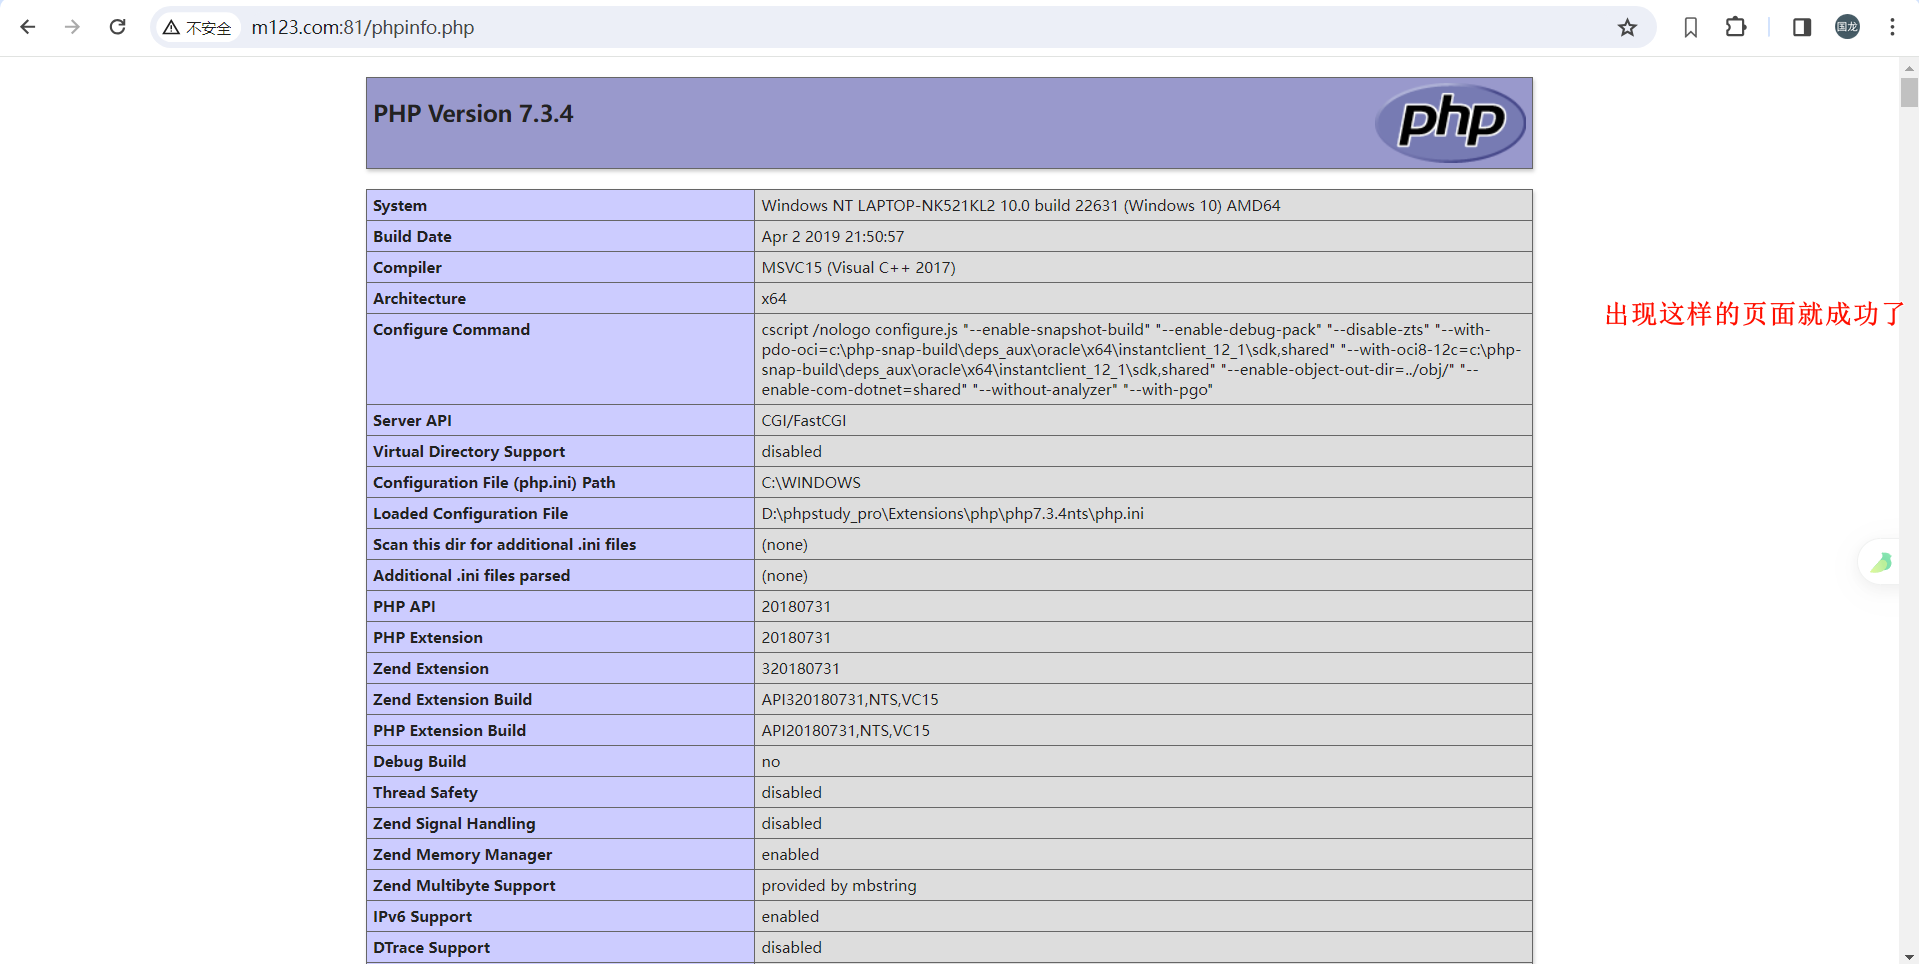 不安全 m123.com:81/phpinfo.php 国龙
PHP Version 7.3.4 php
System Windows NT LAPTOP-NK521KL2 10.0 build 22631 (Windows 10) AMD64
Build Date Apr 2 2019 21:50:57
Compiler MSVC15 (Visual C++ 2017)
Architecture x64
出现这样的页面就成功了
Configure Command cscript /nologo configure.js "--enable-snapshot-build" "--enable-debug-pack" "--disable-zts" "--with-
pdo-oci=c:\php-snap-build\deps_aux\oracle\x64\instantclient_12_1\sdk,shared" "--with-oci8-12c=c:\php-
snap-build\deps_aux\oracle\x64\instantclient_12_1\sdk,shared" "--enable-object-out-dir=../obj/" "--
enable-com-dotnet=shared" "--without-analyzer" "--with-pgo"
Server API CGI/FastCGI
Virtual Directory Support disabled
Configuration File (php.ini) Path C:\WINDOWS
Loaded Configuration File D:\phpstudy_pro\Extensions\php\php7.3.4nts\php.ini
Scan this dir for additional .ini files (none)
Additional .ini files parsed (none)
PHP API 20180731
PHP Extension 20180731
Zend Extension 320180731
Zend Extension Build API320180731,NTS,VC15
PHP Extension Build API20180731,NTS,VC15
Debug Build no
Thread Safety disabled
Zend Signal Handling disabled
Zend Memory Manager enabled
Zend Multibyte Support provided by mbstring
IPv6 Support enabled
DTrace Support disabled